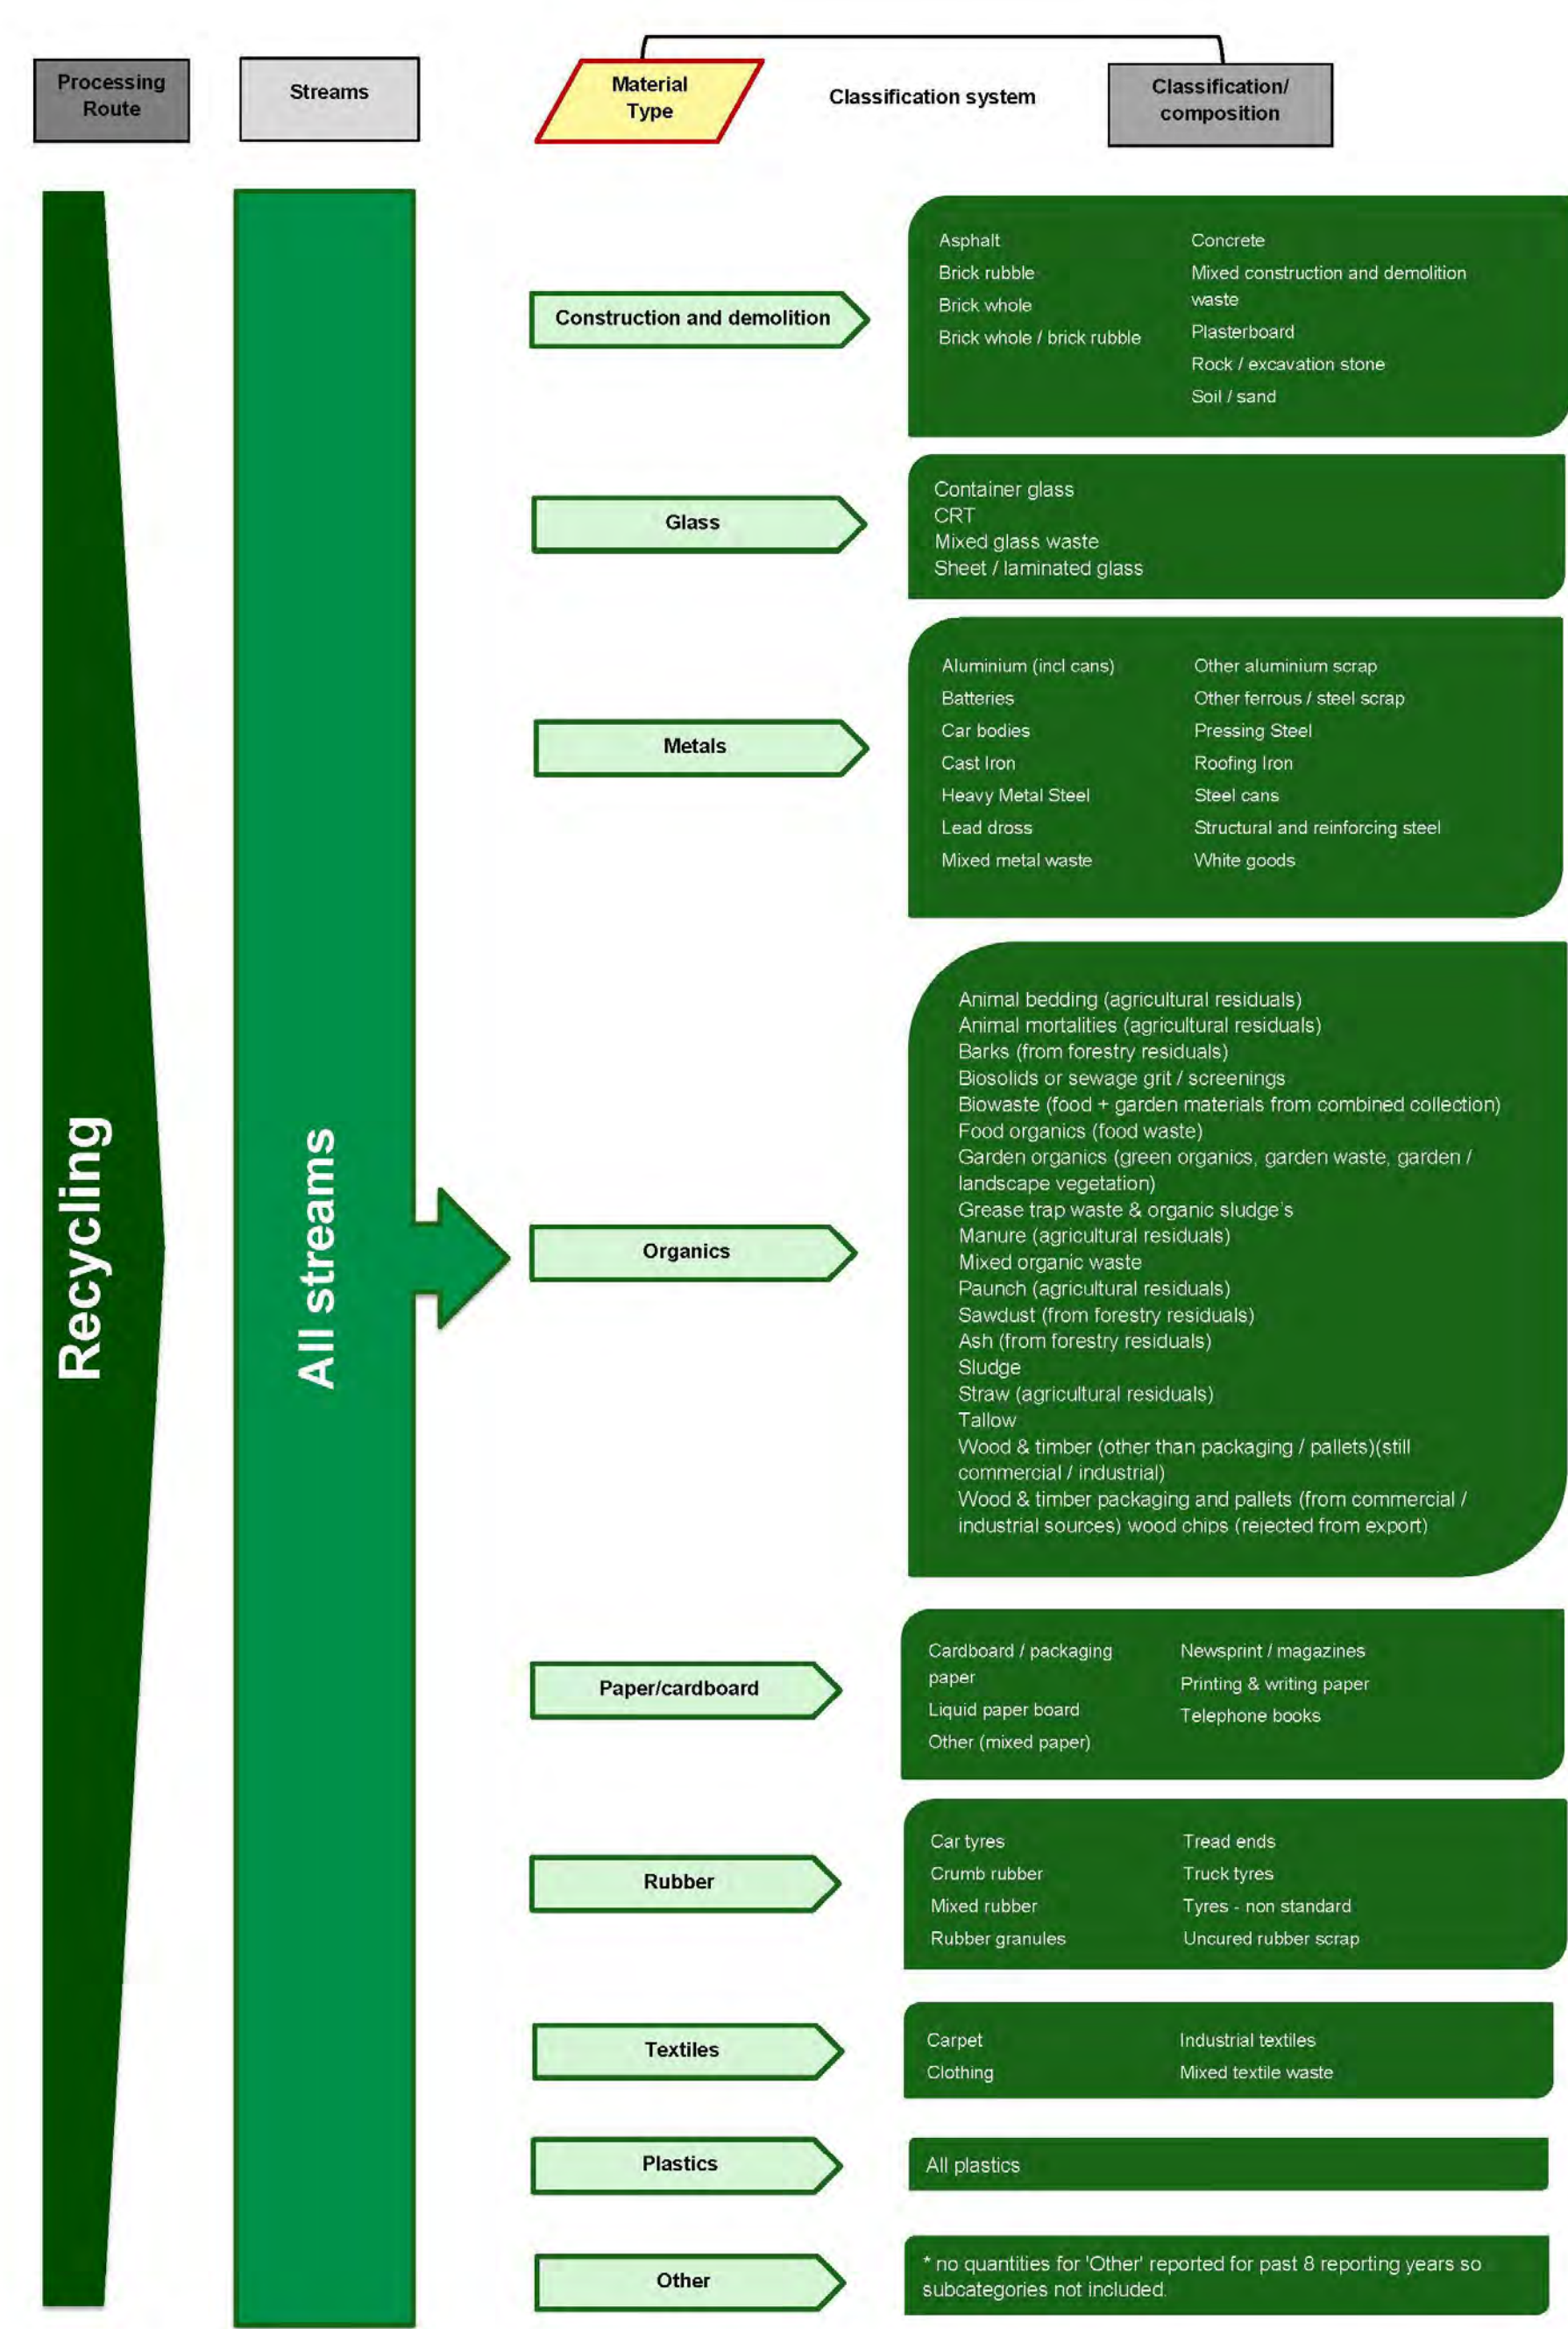 Processing
Route
Streams
Material
Type
Classification system
Classification/
composition
Recycling
All streams
Construction and demolition
Asphalt
Brick rubble
Brick whole
Brick whole / brick rubble
Concrete
Mixed construction and demolition
waste
Plasterboard
Rock / excavation stone
Soil / sand
Glass
Container glass
CRT
Mixed glass waste
Sheet / laminated glass
Metals
Aluminium (incl cans)
Batteries
Car bodies
Cast Iron
Heavy Metal Steel
Lead dross
Mixed metal waste
Other aluminium scrap
Other ferrous / steel scrap
Pressing Steel
Roofing Iron
Steel cans
Structural and reinforcing steel
White goods
Organics
Animal bedding (agricultural residuals)
Animal mortalities (agricultural residuals)
Barks (from forestry residuals)
Biosolids or sewage grit / screenings
Biowaste (food + garden materials from combined collection)
Food organics (food waste)
Garden organics (green organics, garden waste, garden /
landscape vegetation)
Grease trap waste & organic sludge's
Manure (agricultural residuals)
Mixed organic waste
Paunch (agricultural residuals)
Sawdust (from forestry residuals)
Ash (from forestry residuals)
Sludge
Straw (agricultural residuals)
Tallow
Wood & timber (other than packaging / pallets)(still
commercial / industrial)
Wood & timber packaging and pallets (from commercial /
industrial sources) wood chips (rejected from export)
Paper/cardboard
Cardboard / packaging
paper
Liquid paper board
Other (mixed paper)
Newsprint / magazines
Printing & writing paper
Telephone books
Rubber
Car tyres
Crumb rubber
Mixed rubber
Rubber granules
Tread ends
Truck tyres
Tyres - non standard
Uncured rubber scrap
Textiles
Carpet
Clothing
Industrial textiles
Mixed textile waste
Plastics
All plastics
Other
* no quantities for 'Other' reported for past 8 reporting years so
subcategories not included.